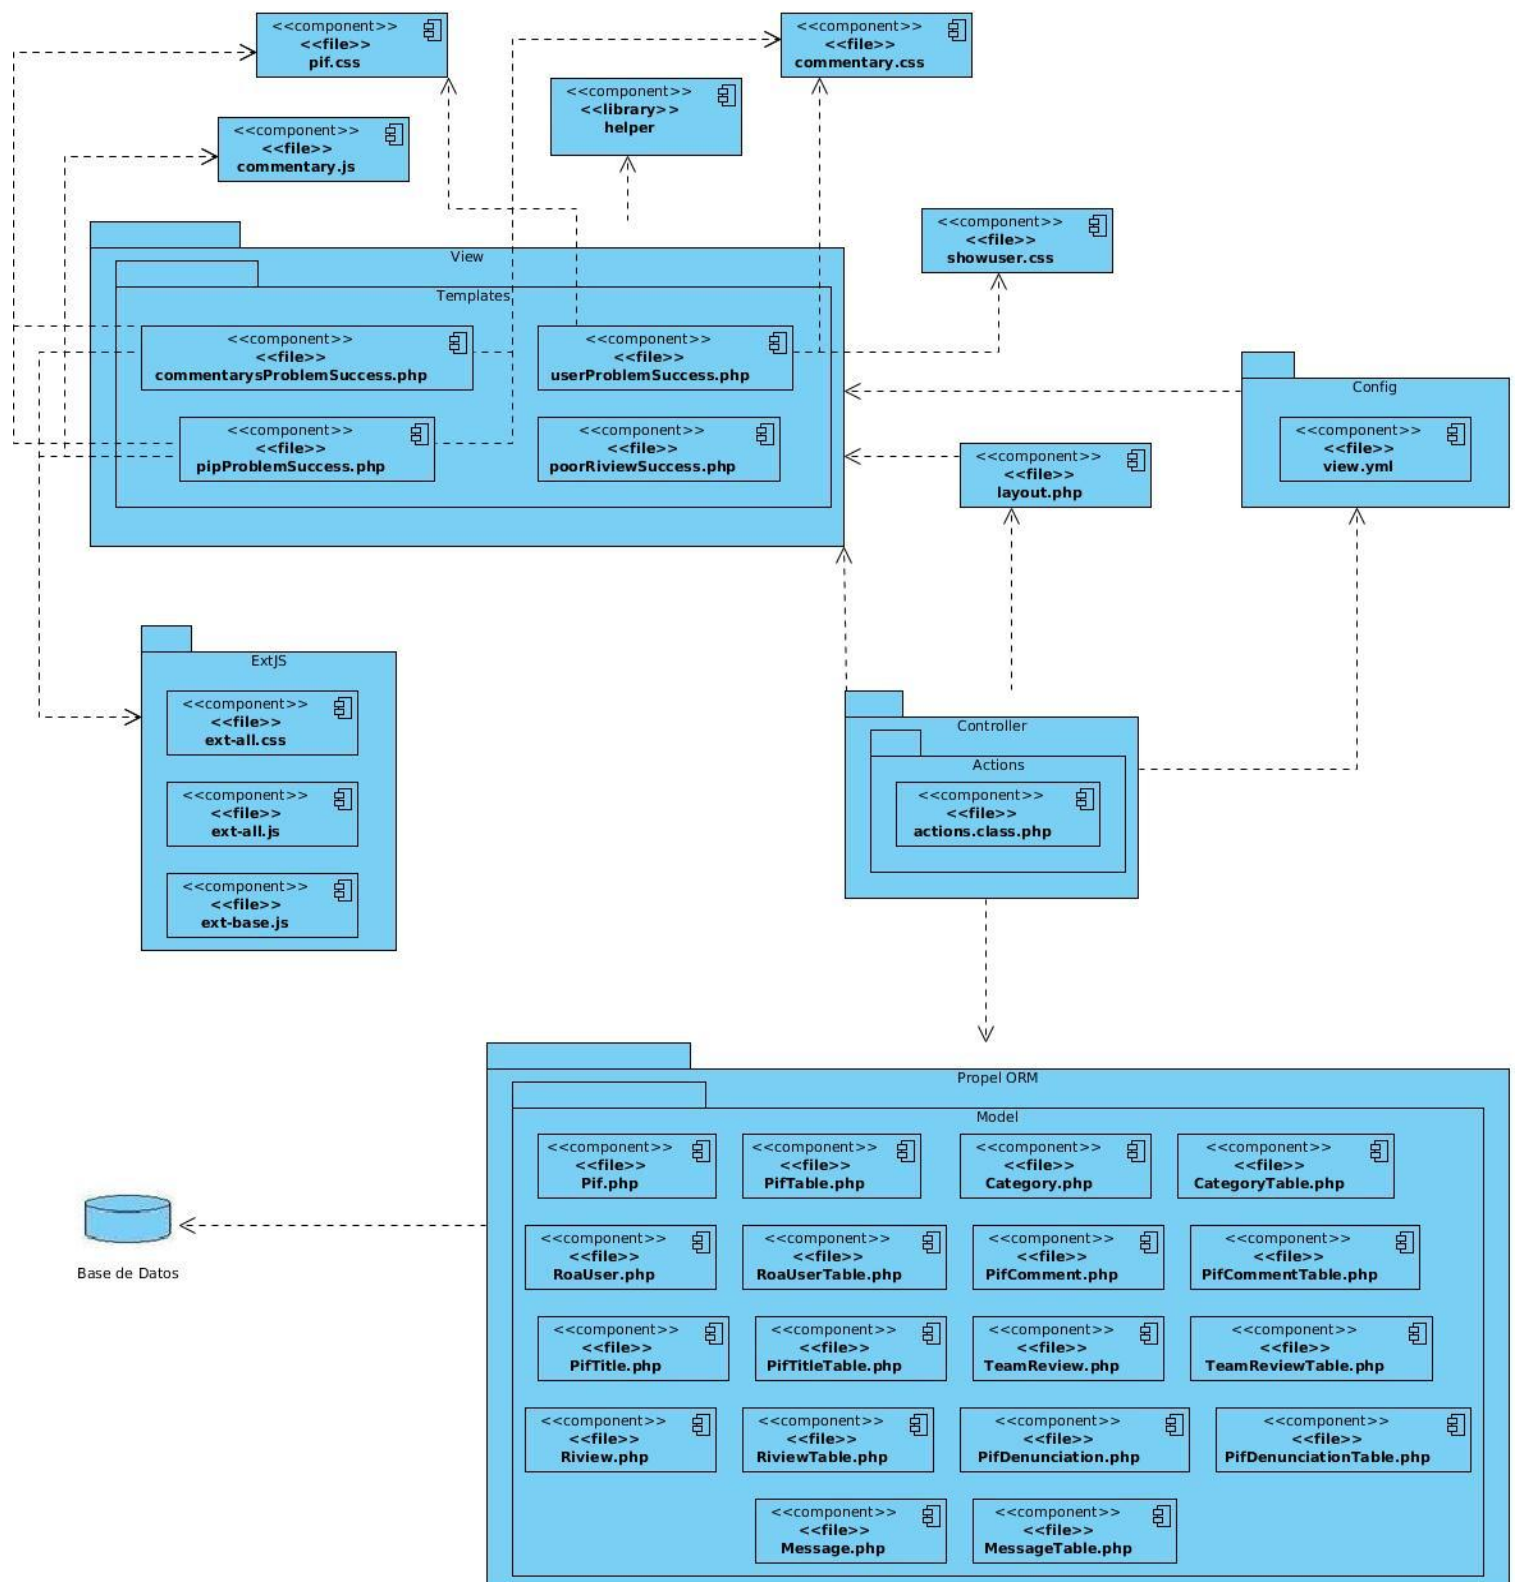 <<component>>
<<file>>
pif.css
<<component>>
<<file>>
commentary.css
<<component>>
<<library>>
helper
<<component>>
<<file>>
commentary.js
<<component>>
<<file>>
showuser.css
View
Templates
<<component>>
<<file>>
commentarysProblemSuccess.php
<<component>>
<<file>>
userProblemSuccess.php
<<component>>
<<file>>
pipProblemSuccess.php
<<component>>
<<file>>
poorRiviewSuccess.php
Config
<<component>>
<<file>>
view.yml
<<component>>
<<file>>
layout.php
ExtJS
<<component>>
<<file>>
ext-all.css
<<component>>
<<file>>
ext-all.js
<<component>>
<<file>>
ext-base.js
Controller
Actions
<<component>>
<<file>>
actions.class.php
Propel ORM
Model
<<component>>
<<file>>
Pif.php
<<component>>
<<file>>
PifTable.php
<<component>>
<<file>>
Category.php
<<component>>
<<file>>
CategoryTable.php
<<component>>
<<file>>
RoaUser.php
<<component>>
<<file>>
RoaUserTable.php
<<component>>
<<file>>
PifComment.php
<<component>>
<<file>>
PifCommentTable.php
Base de Datos
<<component>>
<<file>>
PifTitle.php
<<component>>
<<file>>
PifTitleTable.php
<<component>>
<<file>>
TeamReview.php
<<component>>
<<file>>
TeamReviewTable.php
<<component>>
<<file>>
Riview.php
<<component>>
<<file>>
RiviewTable.php
<<component>>
<<file>>
PifDenunciation.php
<<component>>
<<file>>
PifDenunciationTable.php
<<component>>
<<file>>
Message.php
<<component>>
<<file>>
MessageTable.php